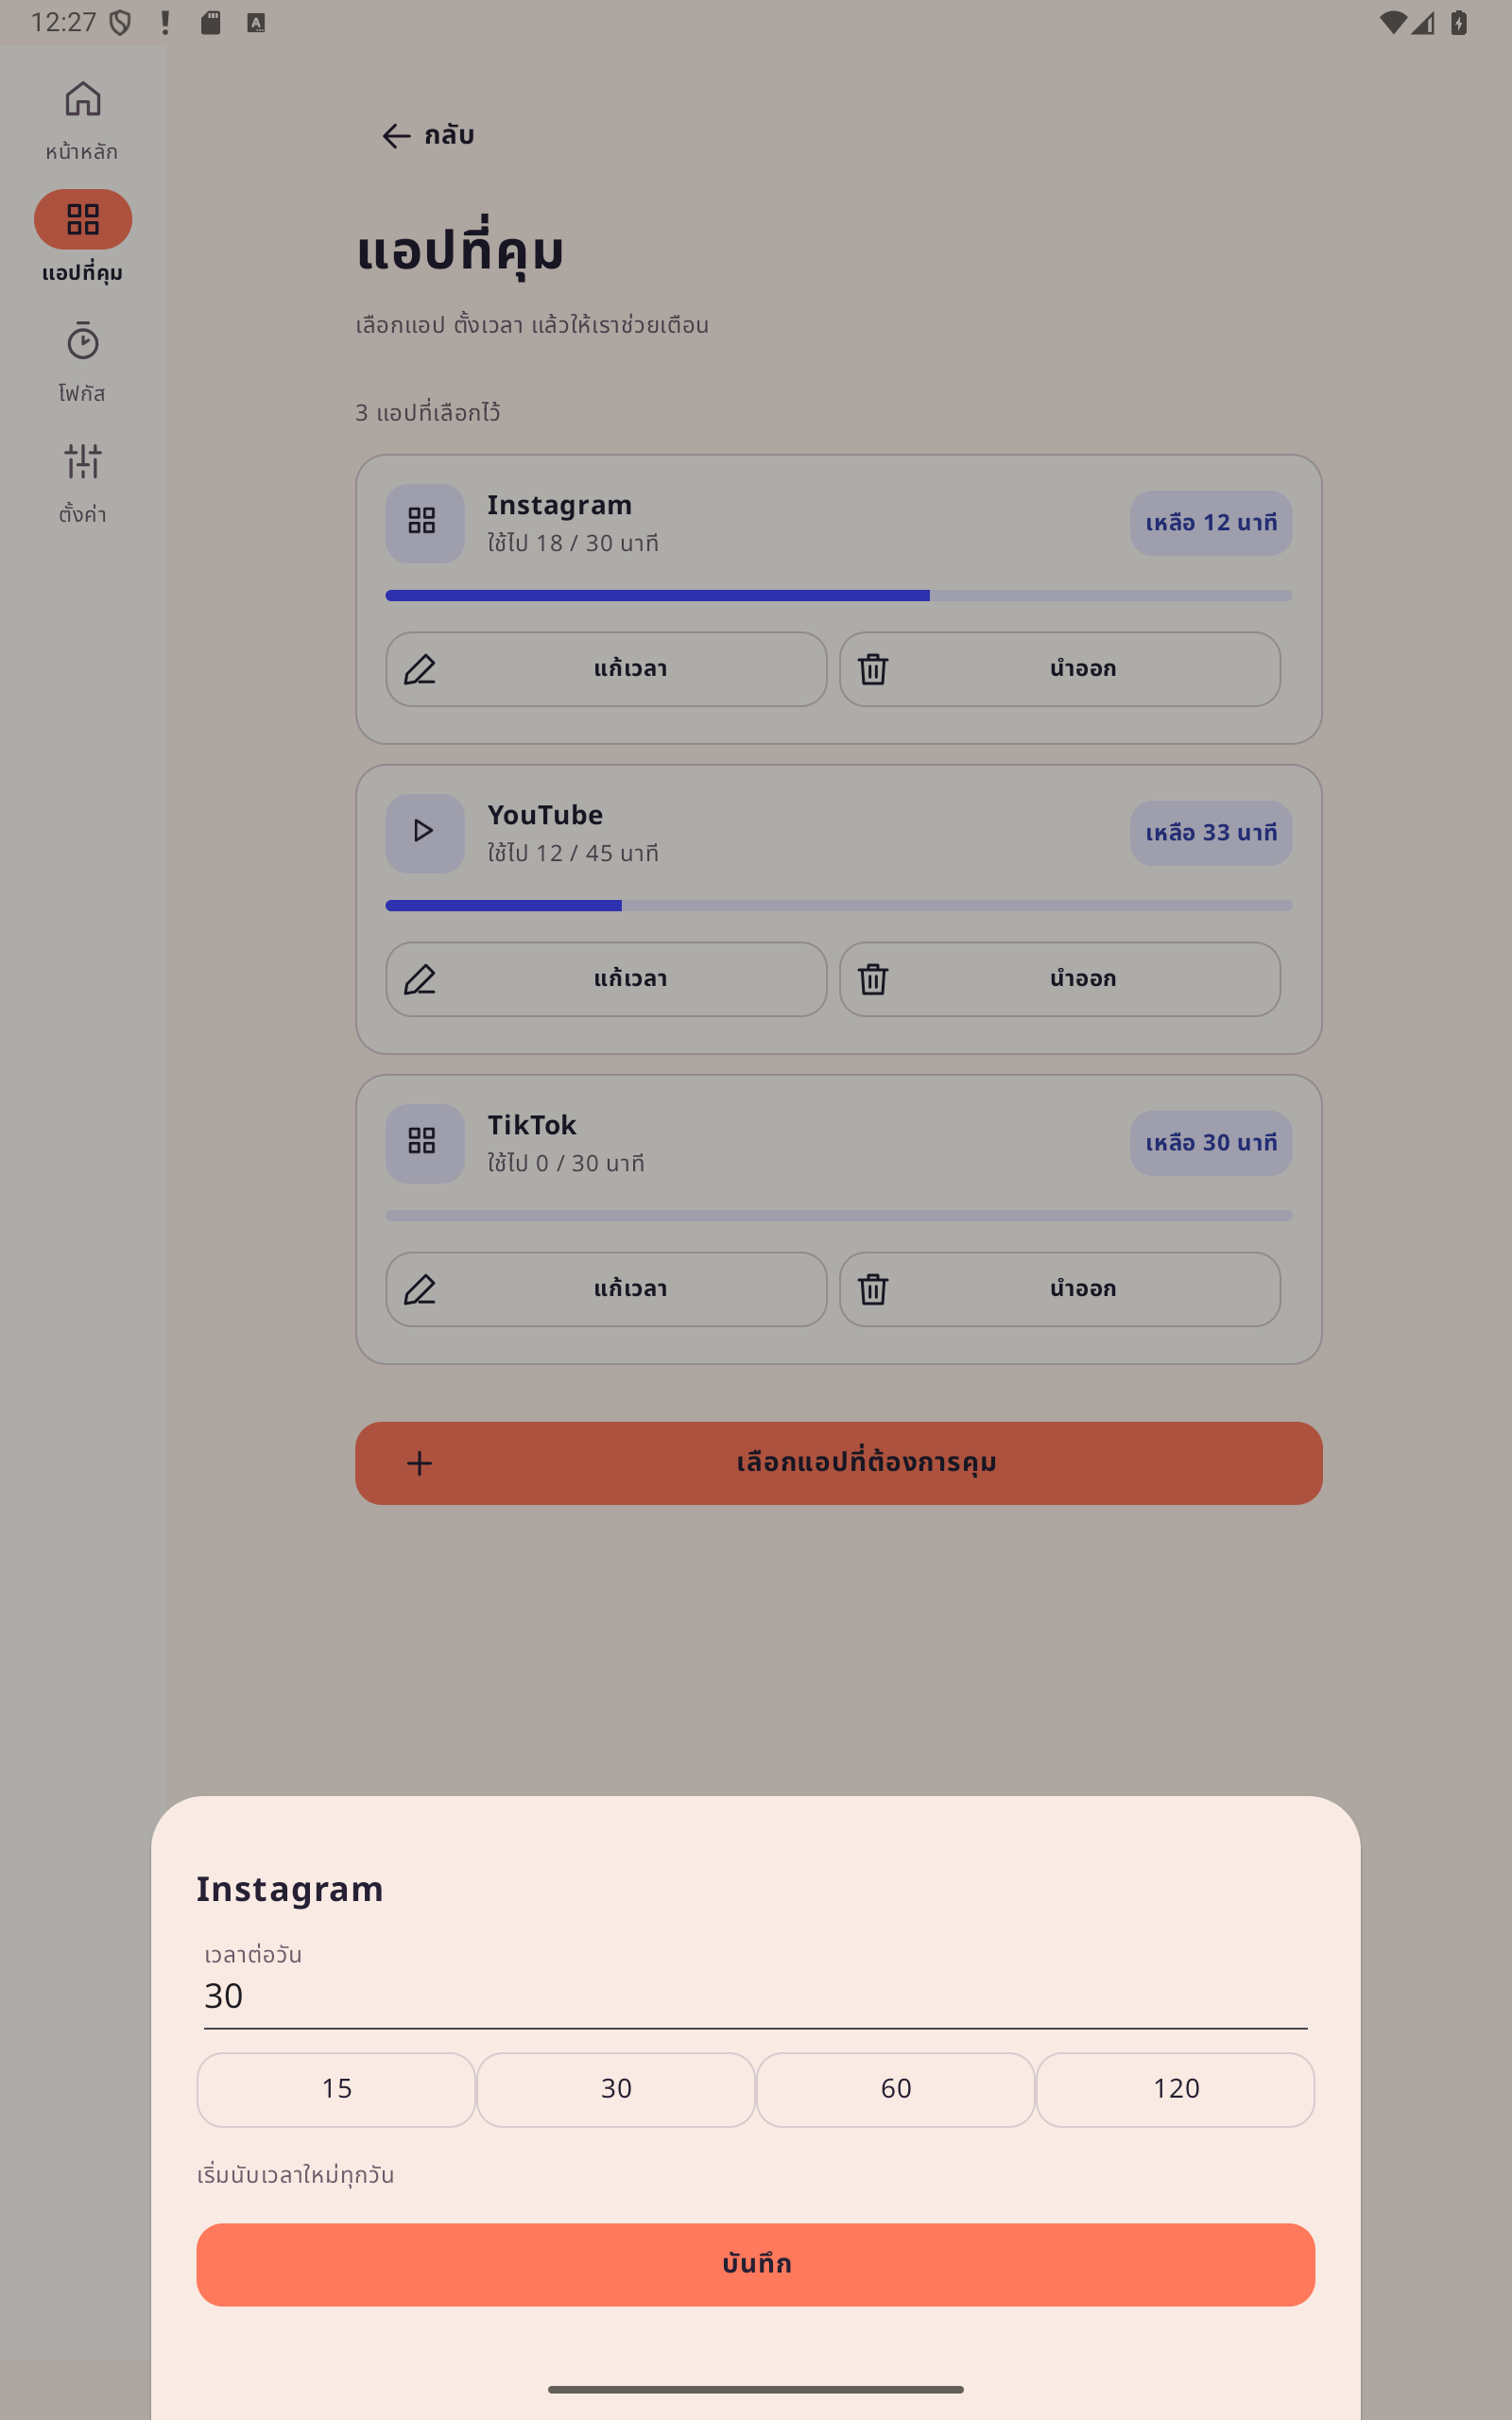 12:27
หน้าหลัก
แอปที่คุม
โฟกัส
ตั้งค่า
กลับ
แอปที่คุม
เลือกแอป ตั้งเวลา แล้วให้เราช่วยเตือน
3 แอปที่เลือกไว้
Instagram
ใช้ไป 18 / 30 นาที
เหลือ 12 นาที
แก้เวลา
นำออก
YouTube
ใช้ไป 12 / 45 นาที
เหลือ 33 นาที
แก้เวลา
นำออก
TikTok
ใช้ไป 0 / 30 นาที
เหลือ 30 นาที
แก้เวลา
นำออก
เลือกแอปที่ต้องการคุม
Instagram
เวลาต่อวัน
30
15 30 60 120
เริ่มนับเวลาใหม่ทุกวัน
บันทึก